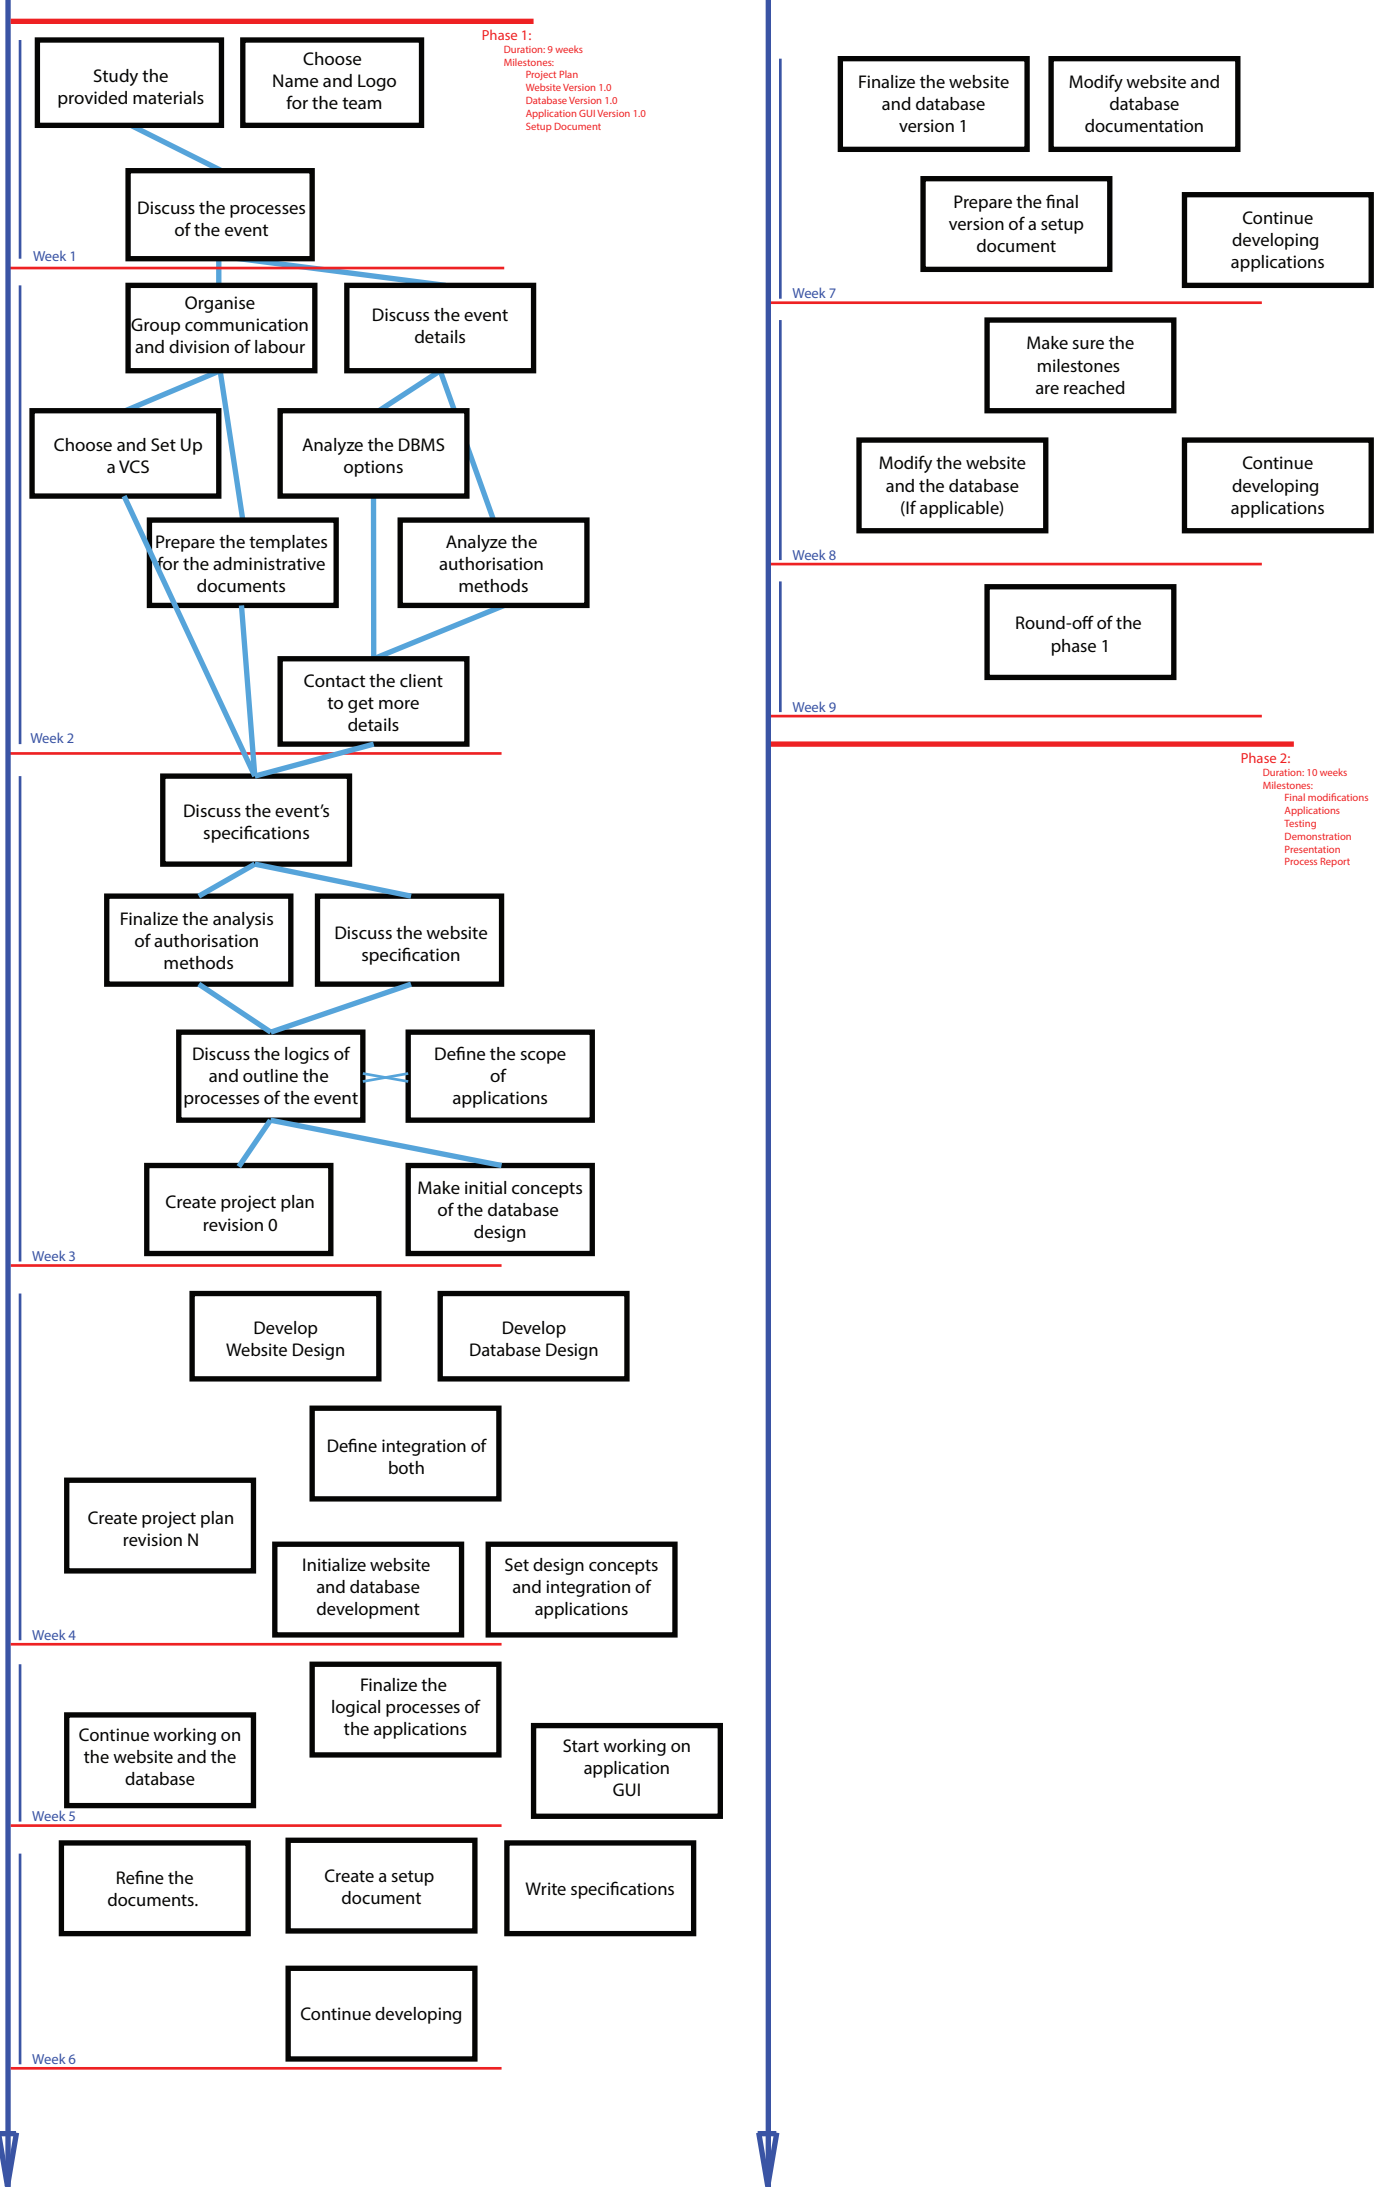 Phase 1:
Duration: 9 weeks
Milestones:
Project Plan
Website Version 1.0
Database Version 1.0
Application GUI Version 1.0
Setup Document
Study the
provided materials
Choose
Name and Logo
for the team
Discuss the processes
of the event
Week 1
Organise
Group communication
and division of labour
Discuss the event
details
Choose and Set Up
a VCS
Analyze the DBMS
options
Prepare the templates
for the administrative
documents
Analyze the
authorisation
methods
Contact the client
to get more
details
Week 2
Discuss the event’s
specifications
Finalize the analysis
of authorisation
methods
Discuss the website
specification
Discuss the logics of
and outline the
processes of the event
Define the scope
of
applications
Create project plan
revision 0
Make initial concepts
of the database
design
Week 3
Develop
Website Design
Develop
Database Design
Define integration of
both
Create project plan
revision N
Initialize website
and database
development
Set design concepts
and integration of
applications
Week 4
Finalize the
logical processes of
the applications
Continue working on
the website and the
database
Start working on
application
GUI
Week 5
Refine the
documents.
Create a setup
document
Write specifications
Continue developing
Week 6
Finalize the website
and database
version 1
Modify website and
database
documentation
Prepare the final
version of a setup
document
Continue
developing
applications
Week 7
Make sure the
milestones
are reached
Modify the website
and the database
(If applicable)
Continue
developing
applications
Week 8
Round-off of the
phase 1
Week 9
Phase 2:
Duration: 10 weeks
Milestones:
Final modifications
Applications
Testing
Demonstration
Presentation
Process Report